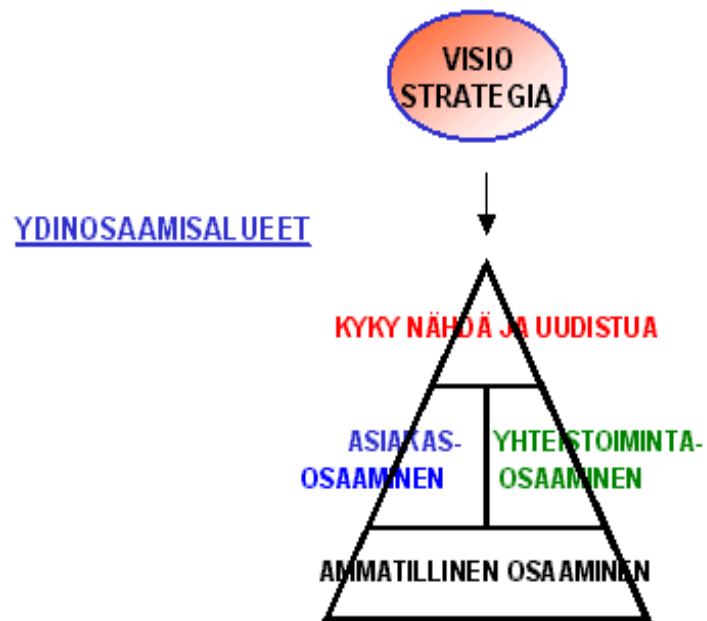 VISIO
STRATEGIA
YDINOSAAMISALUEET
KYKY NÄHDÄ JA UUDISTUA
ASIAKAS-
OSAAMINEN
YHTEISTOIMINTA-
OSAAMINEN
AMMATILLINEN OSAAMINEN